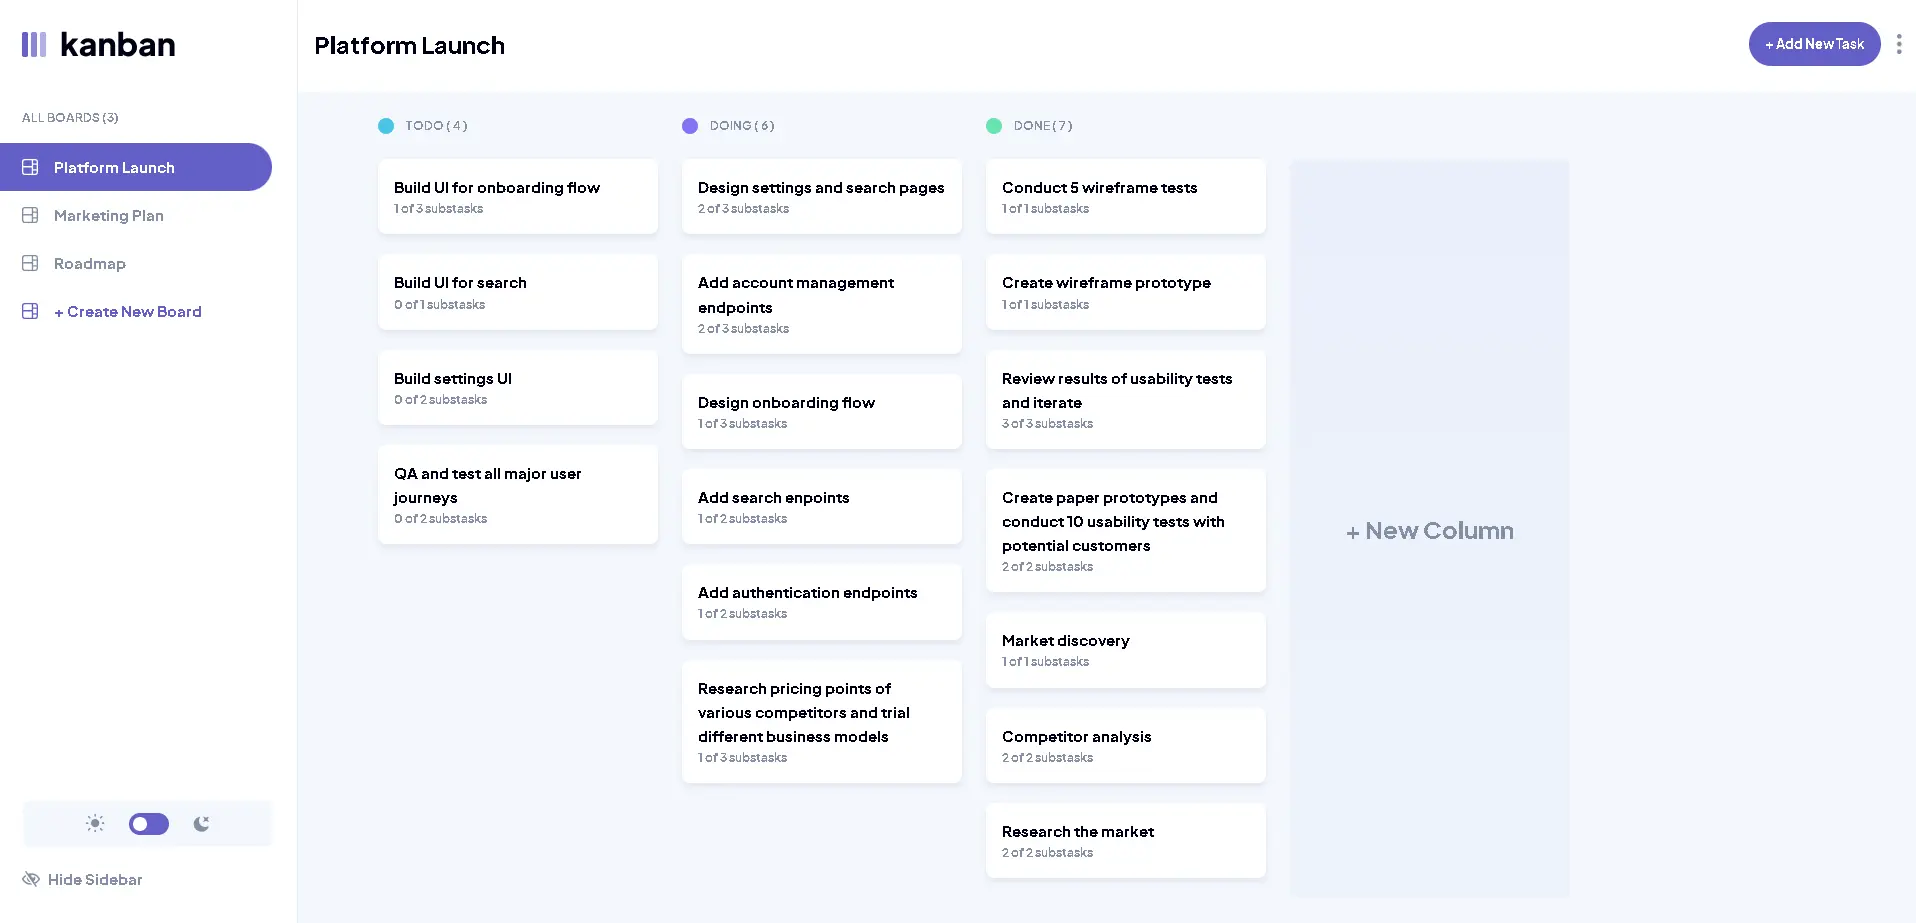 kanban
Platform Launch
+ Add New Task
ALL BOARDS (3)
Platform Launch
Marketing Plan
Roadmap
+ Create New Board
Hide Sidebar
TODO ( 4 )
Build UI for onboarding flow
1 of 3 substasks
Build UI for search
0 of 1 substasks
Build settings UI
0 of 2 substasks
QA and test all major user
journeys
0 of 2 substasks
DOING ( 6 )
Design settings and search pages
2 of 3 substasks
Add account management
endpoints
2 of 3 substasks
Design onboarding flow
1 of 3 substasks
Add search enpoints
1 of 2 substasks
Add authentication endpoints
1 of 2 substasks
Research pricing points of
various competitors and trial
different business models
1 of 3 substasks
DONE ( 7 )
Conduct 5 wireframe tests
1 of 1 substasks
Create wireframe prototype
1 of 1 substasks
Review results of usability tests
and iterate
3 of 3 substasks
Create paper prototypes and
conduct 10 usability tests with
potential customers
2 of 2 substasks
Market discovery
1 of 1 substasks
Competitor analysis
2 of 2 substasks
Research the market
2 of 2 substasks
+ New Column